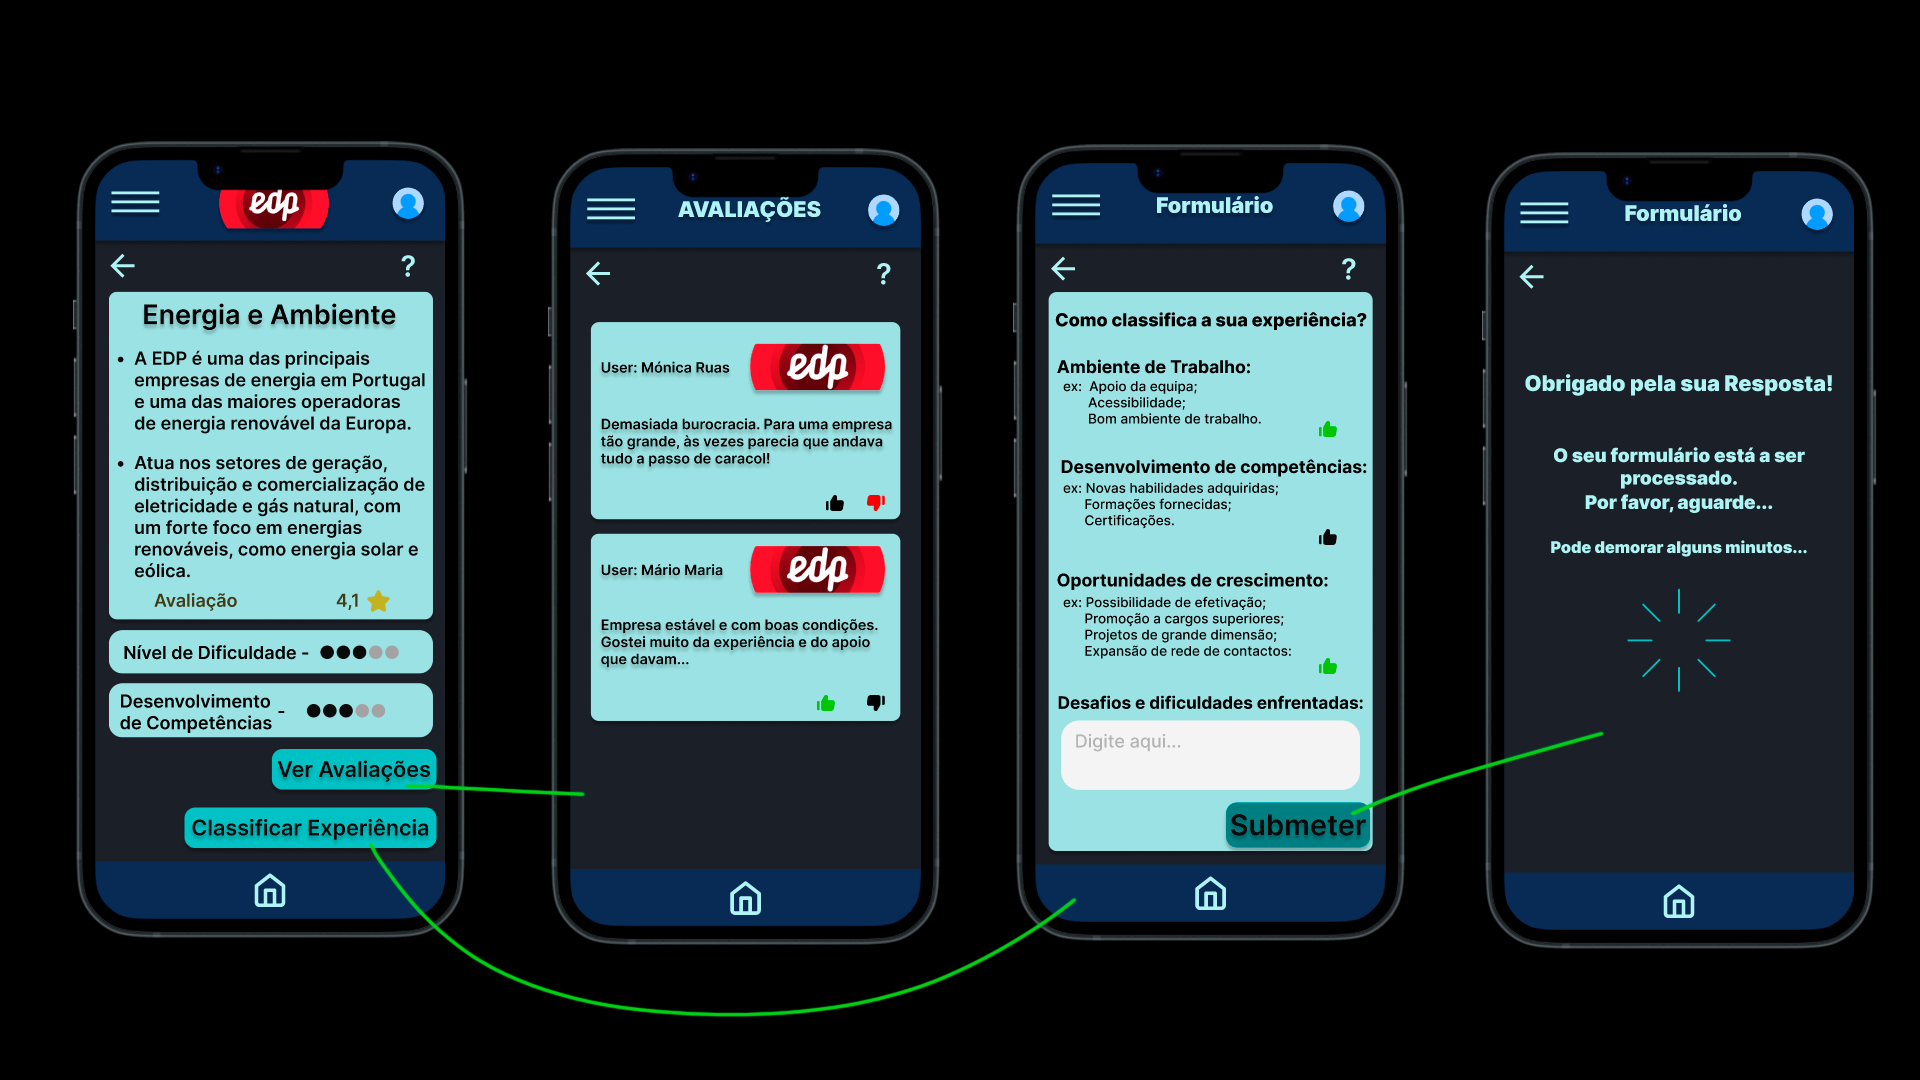 edp
?
Energia e Ambiente
• A EDP é uma das principais
empresas de energia em Portugal
e uma das maiores operadoras
de energia renovável da Europa.
• Atua nos setores de geração,
distribuição e comercialização de
eletricidade e gás natural, com
um forte foco em energias
renováveis, como energia solar e
eólica.
Avaliação 4,1
Nível de Dificuldade -
Desenvolvimento
de Competências -
Ver Avaliações
Classificar Experiência
AVALIAÇÕES
?
User: Mónica Ruas
edp
Demasiada burocracia. Para uma empresa
tão grande, às vezes parecia que andava
tudo a passo de caracol!
User: Mário Maria
edp
Empresa estável e com boas condições.
Gostei muito da experiência e do apoio
que davam...
Formulário
?
Como classifica a sua experiência?
Ambiente de Trabalho:
ex: Apoio da equipa;
Acessibilidade;
Bom ambiente de trabalho.
Desenvolvimento de competências:
ex: Novas habilidades adquiridas;
Formações fornecidas;
Certificações.
Oportunidades de crescimento:
ex: Possibilidade de efetivação;
Promoção a cargos superiores;
Projetos de grande dimensão;
Expansão de rede de contactos:
Desafios e dificuldades enfrentadas:
Digite aqui...
Submeter
Formulário
Obrigado pela sua Resposta!
O seu formulário está a ser
processado.
Por favor, aguarde...
Pode demorar alguns minutos...